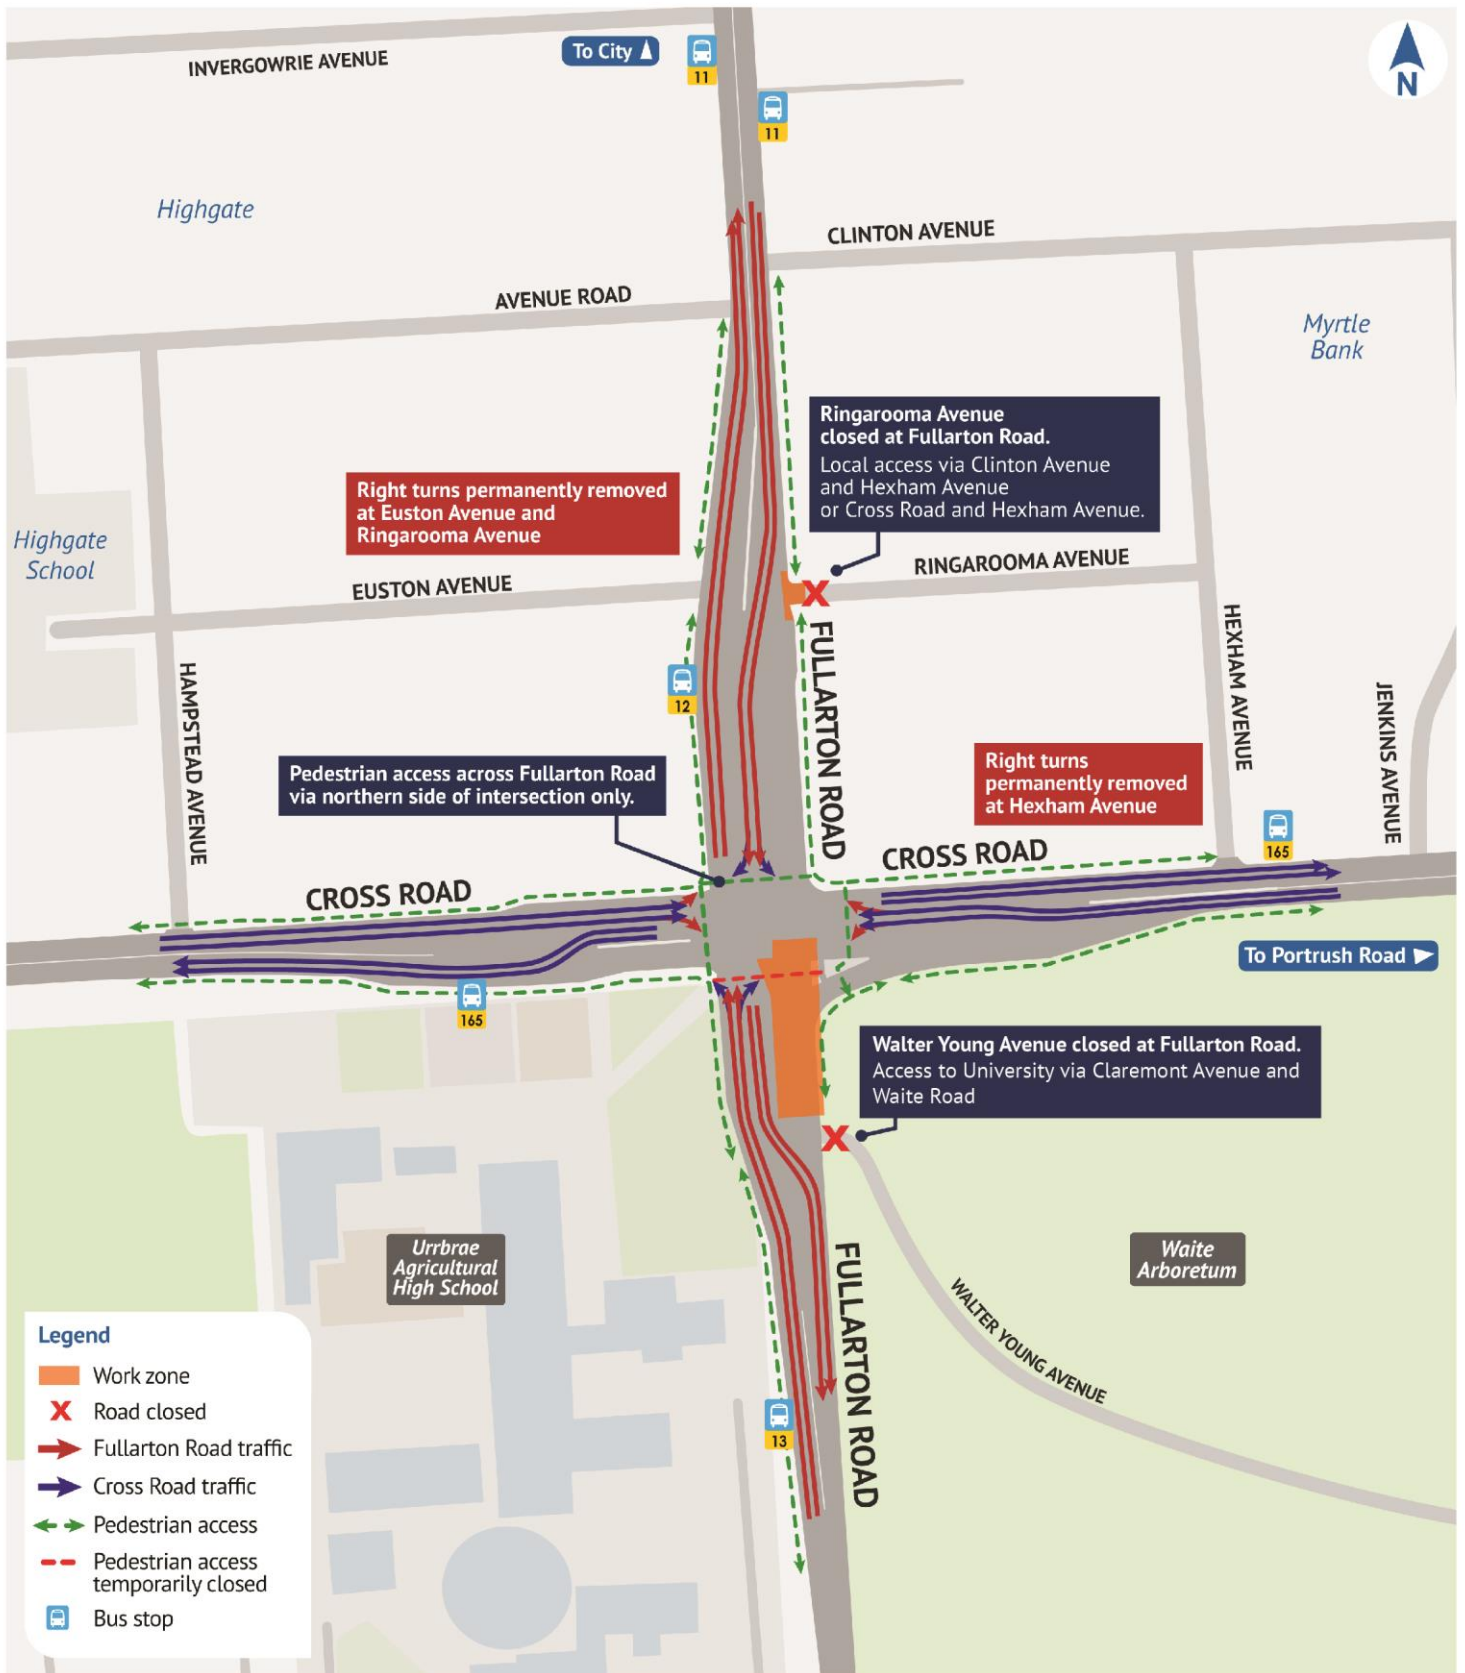 INVERGOWRIE AVENUE
To City
11
N
11
Highgate
CLINTON AVENUE
AVENUE ROAD
Myrtle
Bank
Ringarooma Avenue
closed at Fullarton Road.
Local access via Clinton Avenue
and Hexham Avenue
or Cross Road and Hexham Avenue.
Right turns permanently removed
at Euston Avenue and
Ringarooma Avenue
Highgate
School
EUSTON AVENUE
RINGAROOMA AVENUE
HAMPSTEAD AVENUE
12
FULLARTON ROAD
HEXHAM AVENUE
JENKINS AVENUE
Pedestrian access across Fullarton Road
via northern side of intersection only.
Right turns
permanently removed
at Hexham Avenue
165
CROSS ROAD
CROSS ROAD
To Portrush Road
165
Walter Young Avenue closed at Fullarton Road.
Access to University via Claremont Avenue and
Waite Road
Urrbrae
Agricultural
High School
Waite
Arboretum
FULLARTON ROAD
WALTER YOUNG AVENUE
13
Legend
Work zone
X Road closed
Fullarton Road traffic
Cross Road traffic
Pedestrian access
Pedestrian access
temporarily closed
Bus stop